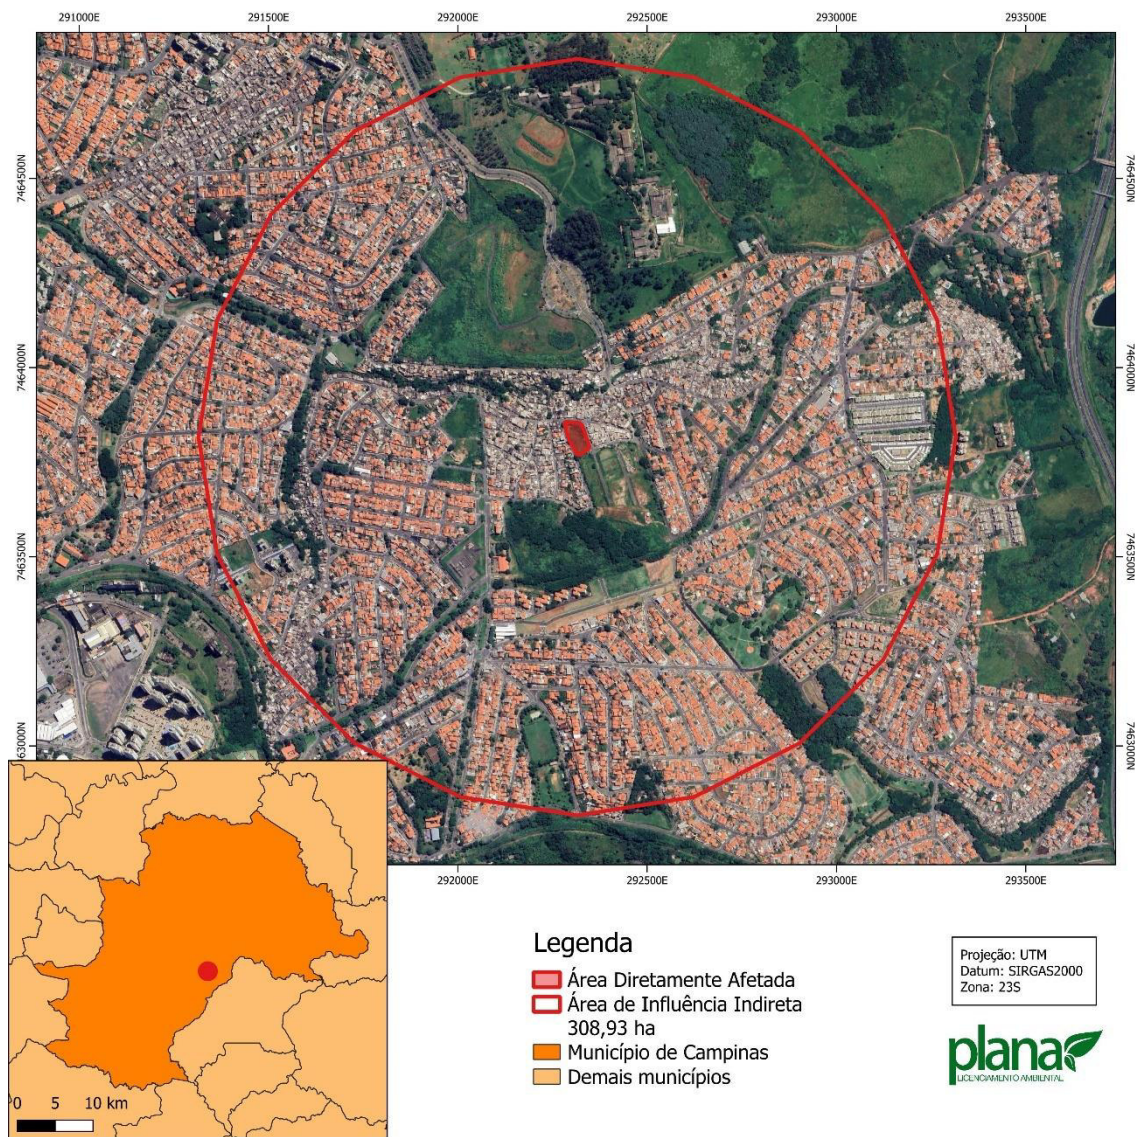 291000E 291500E 292000E 292500E 293000E 293500E
7464500N 7464500N
7464000N 7464000N
7463500N 7463500N
63000N 7463000N
292000E 292500E 293000E 293500E
0 5 10 km
Legenda
Área Diretamente Afetada
Área de Influência Indireta
308,93 ha
Município de Campinas
Demais municípios
Projeção: UTM
Datum: SIRGAS2000
Zona: 23S
plana
LICENCIAMENTO AMBIENTAL